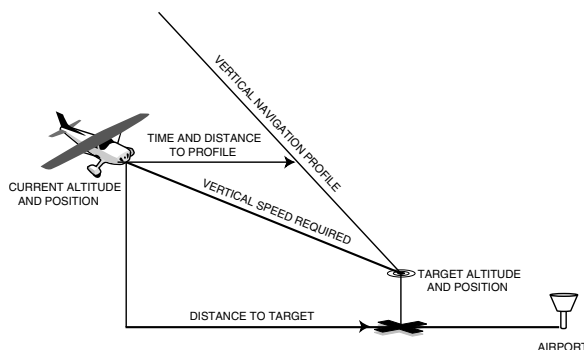 VERTICAL NAVIGATION PROFILE
TIME AND DISTANCE
TO PROFILE
CURRENT ALTITUDE
AND POSITION
VERTICAL SPEED REQUIRED
TARGET ALTITUDE
AND POSITION
DISTANCE TO TARGET
AIRPORT